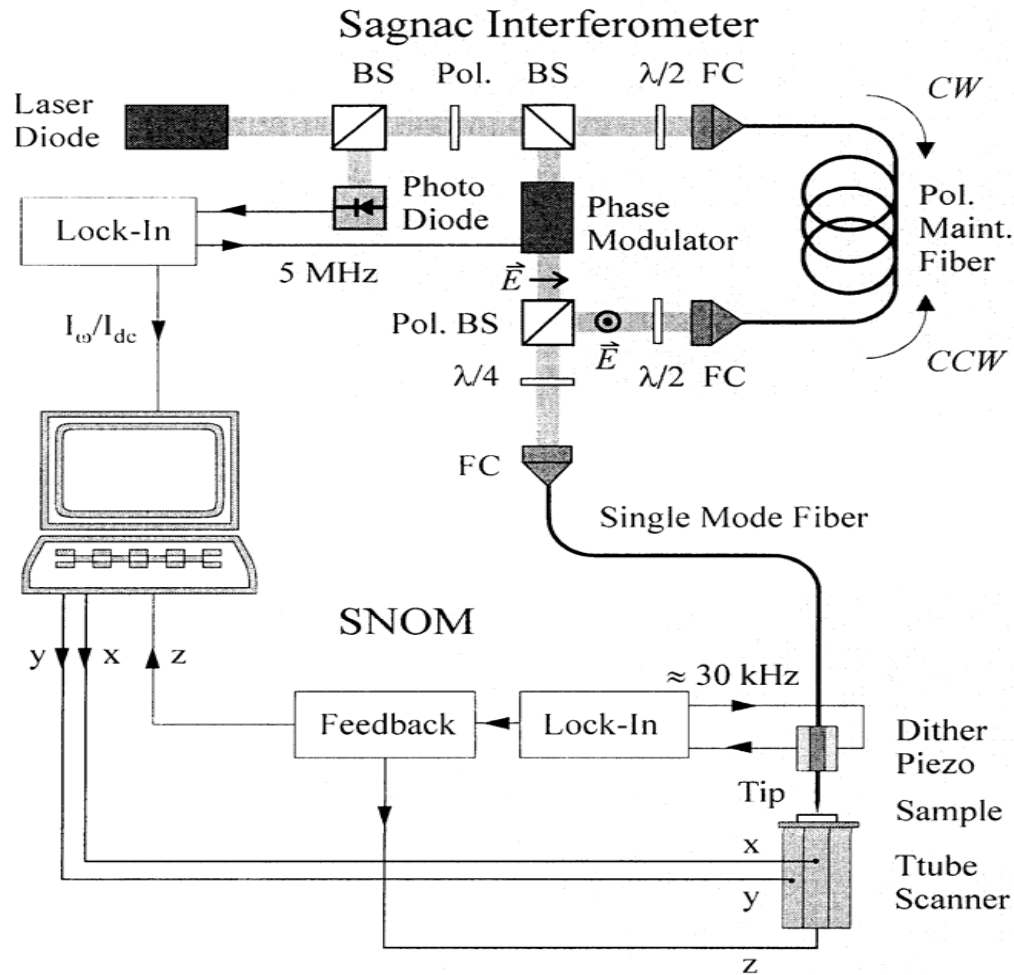 Sagnac Interferometer
BS Pol. BS λ/2 FC
CW
Laser
Diode
Photo
Diode
Phase
Modulator
Pol.
Maint.
Fiber
Lock-In
5 MHz
E⃗
Pol. BS
E⃗
λ/2 FC
CCW
Iω/Idc
λ/4
FC
Single Mode Fiber
SNOM
y x z
≈ 30 kHz
Feedback
Lock-In
Dither
Piezo
Tip
Sample
x
Ttube
Scanner
y
z